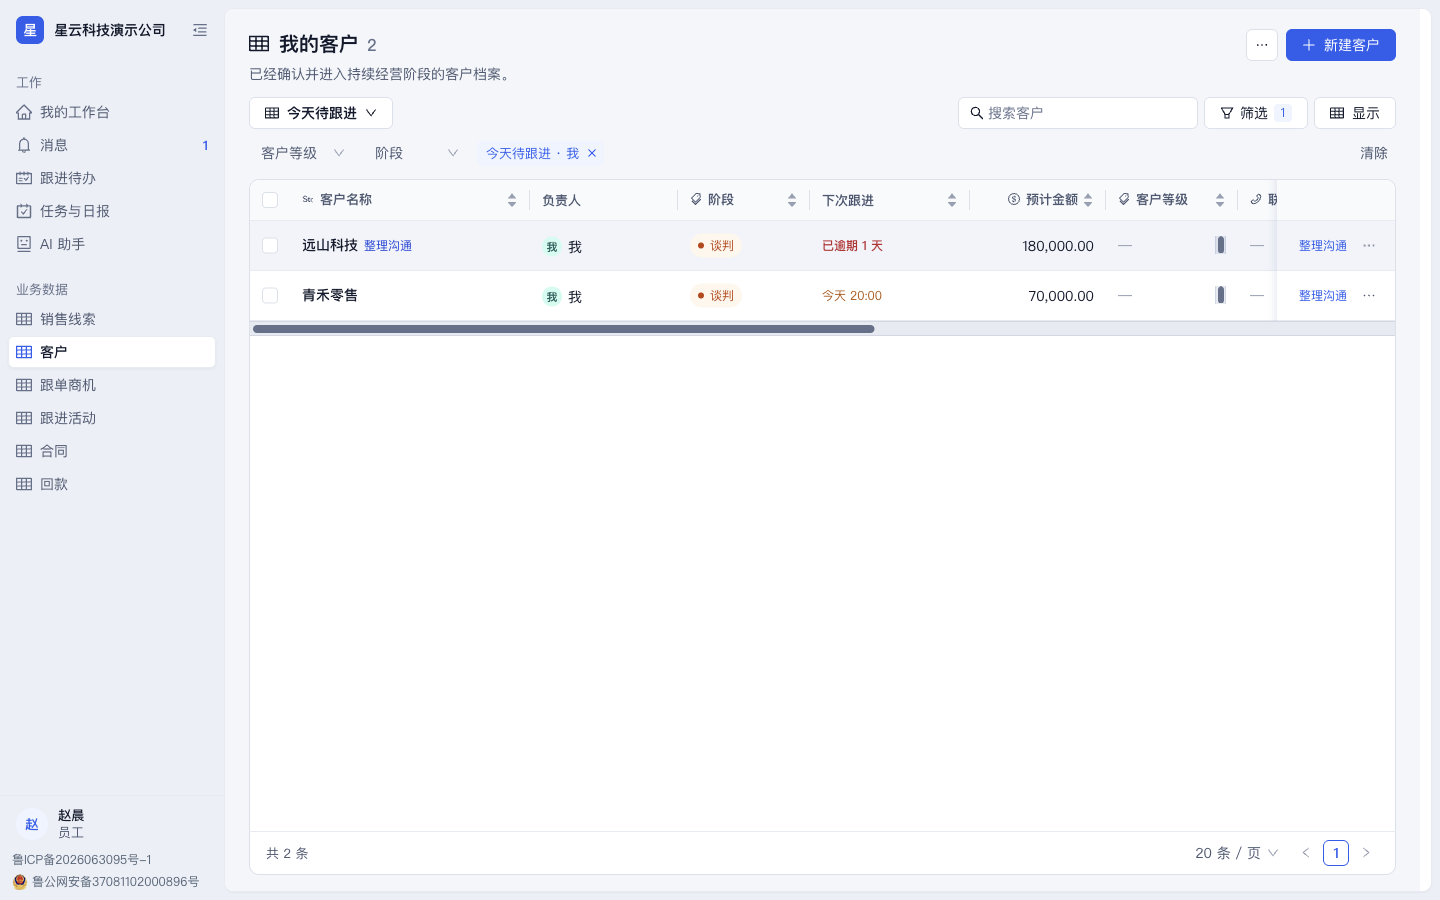 星 星云科技演示公司
工作
我的工作台
消息 1
跟进待办
任务与日报
AI 助手
业务数据
销售线索
客户
跟单商机
跟进活动
合同
回款
赵 赵晨
员工
鲁ICP备2026063095号-1
鲁公网安备37081102000896号
我的客户 2
··· + 新建客户
已经确认并进入持续经营阶段的客户档案。
今天待跟进
搜索客户 筛选 1 显示
客户等级 阶段 今天待跟进 · 我 × 清除
Str 客户名称 负责人 阶段 下次跟进 预计金额 客户等级
远山科技 整理沟通 我 我 谈判 已逾期 1 天 180,000.00 — — 整理沟通 ···
青禾零售 我 我 谈判 今天 20:00 70,000.00 — — 整理沟通 ···
共 2 条 20 条 / 页 < 1 >